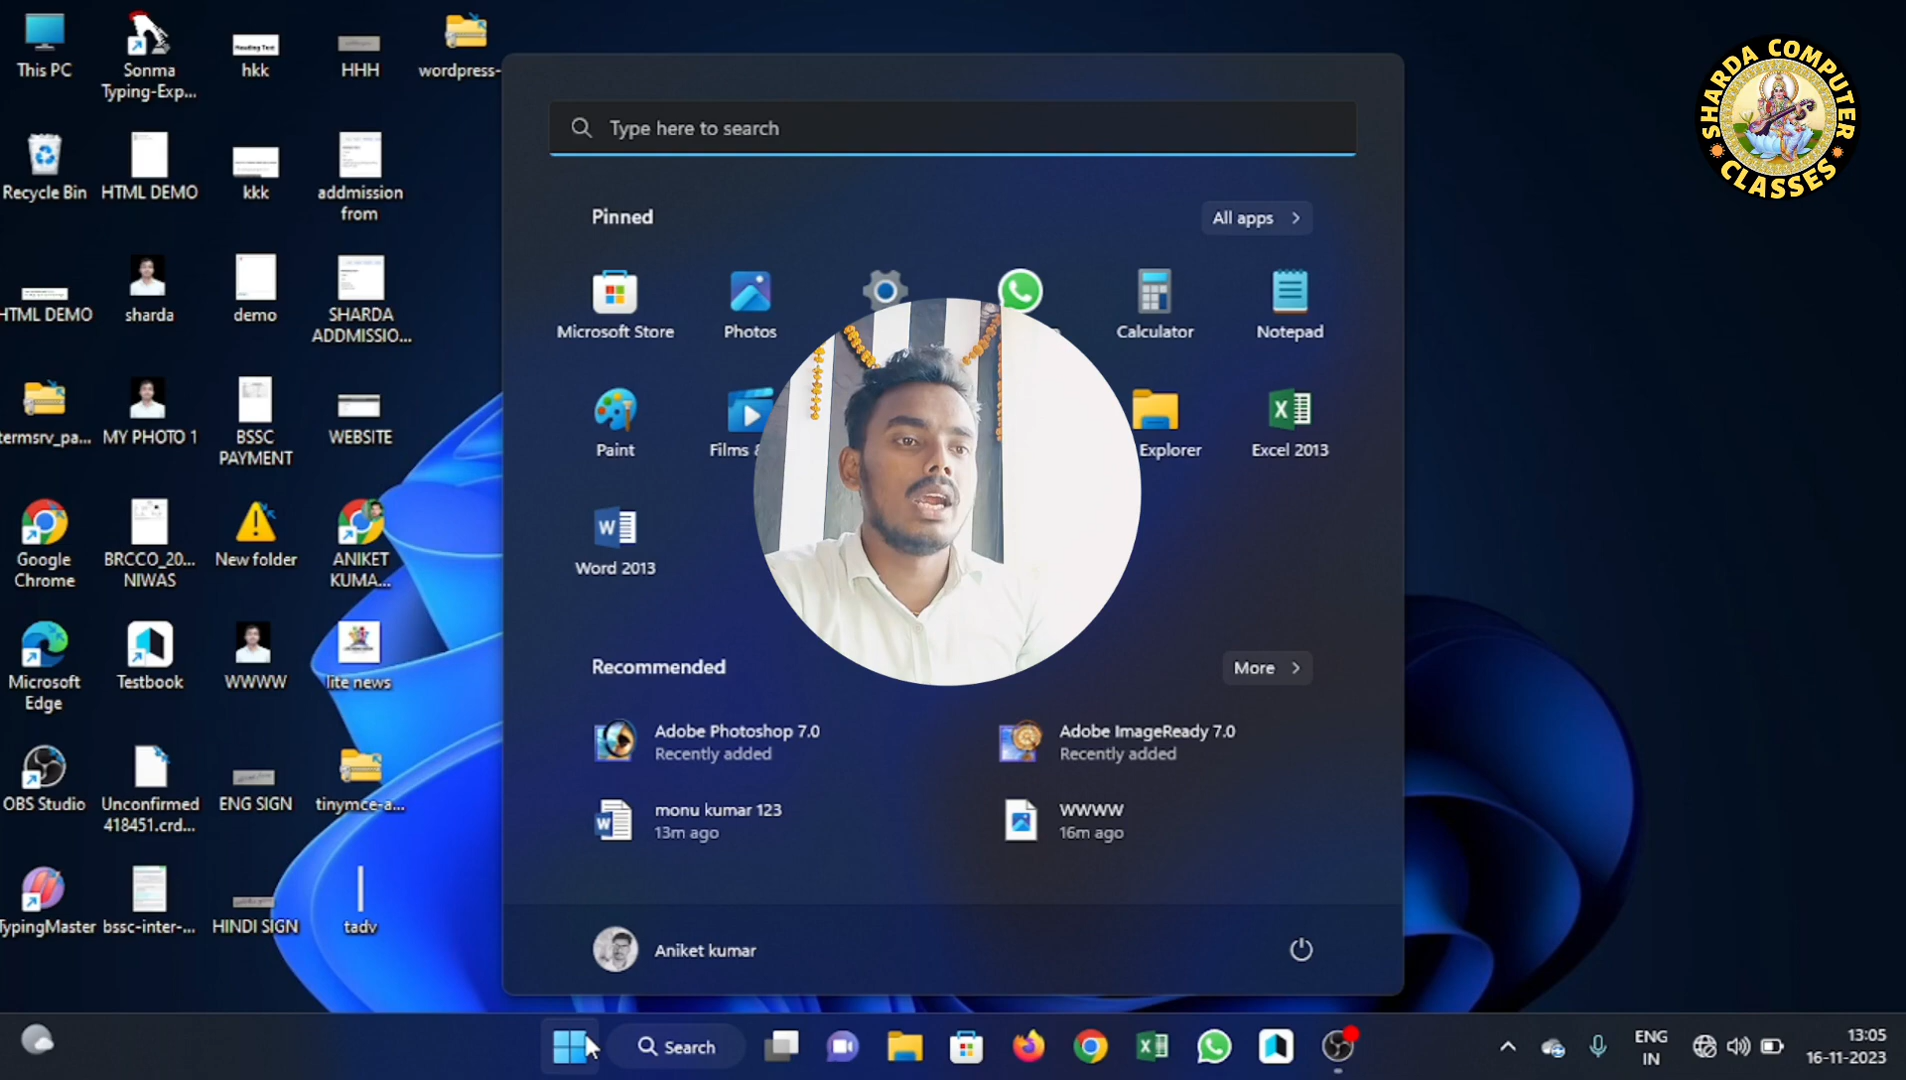 This PC
Sonma
Typing-Exp...
hkk
Heading Text
HHH
wordpress-
Recycle Bin
HTML DEMO
kkk
addmission
from
HTML DEMO
sharda
demo
SHARDA
ADDMISSIO...
termsrv_pa...
MY PHOTO 1
BSSC
PAYMENT
WEBSITE
Google
Chrome
BRCCO_20...
NIWAS
New folder
ANIKET
KUMA...
Microsoft
Edge
Testbook
WWWW
lite news
OBS Studio
Unconfirmed
418451.crd...
ENG SIGN
tinymce-a...
TypingMaster
bssc-inter-...
HINDI SIGN
tadv
Type here to search
Pinned
All apps
Microsoft Store
Photos
Calculator
Notepad
Paint
Films &
Explorer
Excel 2013
Word 2013
Recommended
More
Adobe Photoshop 7.0
Recently added
Adobe ImageReady 7.0
Recently added
monu kumar 123
13m ago
WWWW
16m ago
Aniket kumar
SHARDA COMPUTER
CLASSES
Search
ENG
IN
13:05
16-11-2023